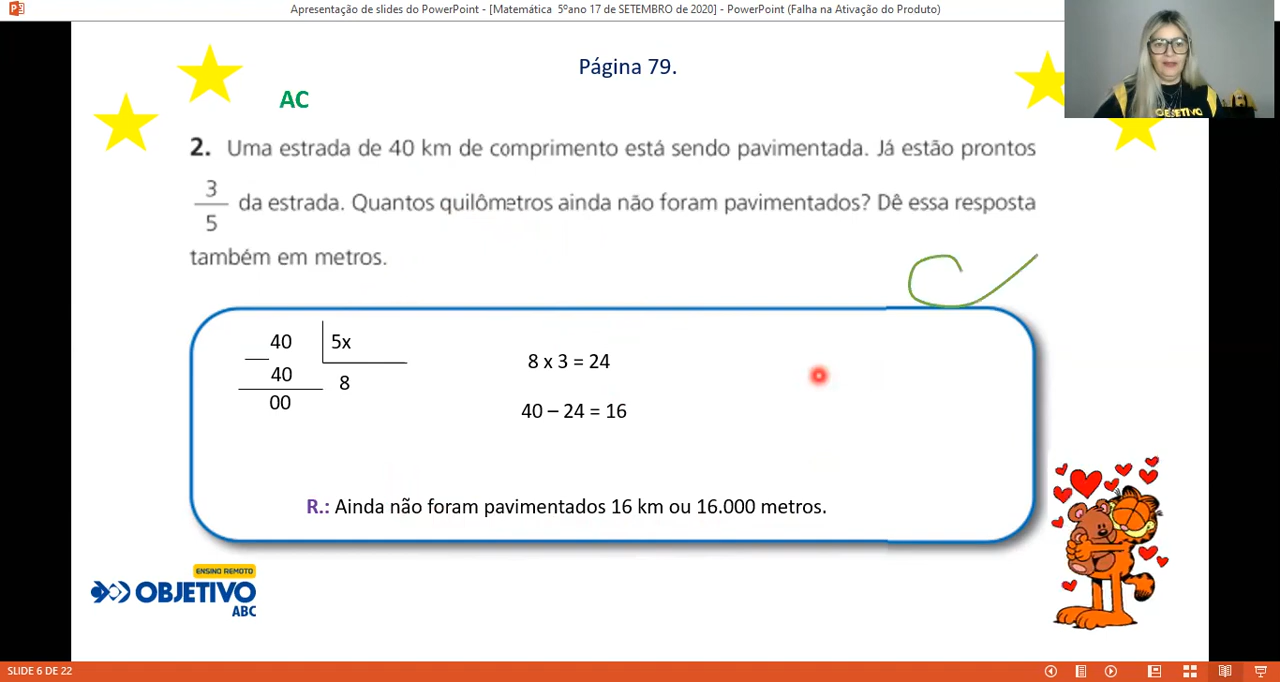 Apresentação de slides do PowerPoint - [Matemática 5ºano 17 de SETEMBRO de 2020] - PowerPoint (Falha na Ativação do Produto)
Página 79.
OBJETIVO
AC
2. Uma estrada de 40 km de comprimento está sendo pavimentada. Já estão prontos
3
5
da estrada. Quantos quilômetros ainda não foram pavimentados? Dê essa resposta
também em metros.
40 5x
40 8
00
8 x 3 = 24
40 – 24 = 16
R.: Ainda não foram pavimentados 16 km ou 16.000 metros.
ENSINO REMOTO
OBJETIVO
ABC
SLIDE 6 DE 22